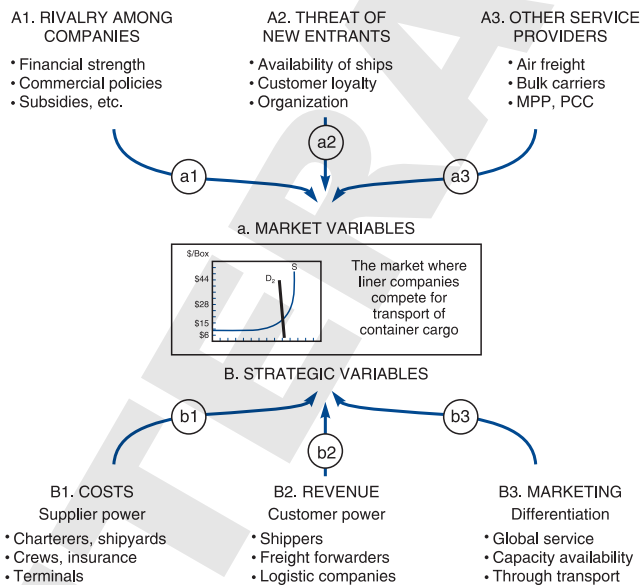 A1. RIVALRY AMONG
COMPANIES
• Financial strength
• Commercial policies
• Subsidies, etc.
A2. THREAT OF
NEW ENTRANTS
• Availability of ships
• Customer loyalty
• Organization
A3. OTHER SERVICE
PROVIDERS
• Air freight
• Bulk carriers
• MPP, PCC
a1
a2
a3
a. MARKET VARIABLES
$/Box
$44
$28
$15
$6
D₂
S
The market where
liner companies
compete for
transport of
container cargo
B. STRATEGIC VARIABLES
b1
b2
b3
B1. COSTS
Supplier power
• Charterers, shipyards
• Crews, insurance
• Terminals
B2. REVENUE
Customer power
• Shippers
• Freight forwarders
• Logistic companies
B3. MARKETING
Differentiation
• Global service
• Capacity availability
• Through transport